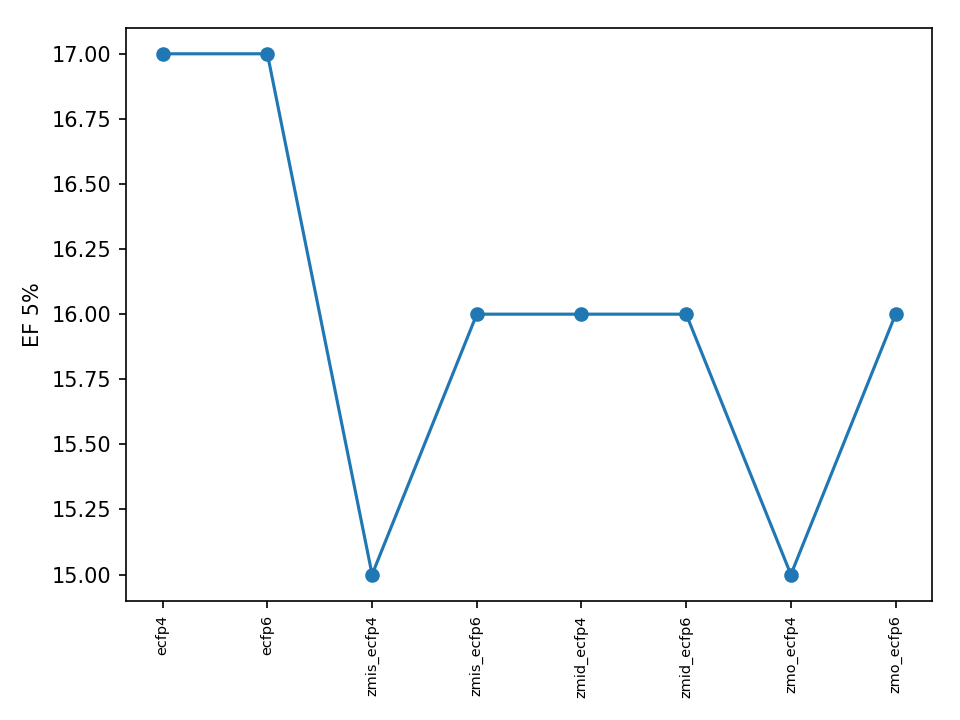 17.00
16.75
16.50
16.25
16.00
15.75
15.50
15.25
15.00
EF 5%
ecfp4
ecfp6
zmis_ecfp4
zmis_ecfp6
zmid_ecfp4
zmid_ecfp6
zmo_ecfp4
zmo_ecfp6